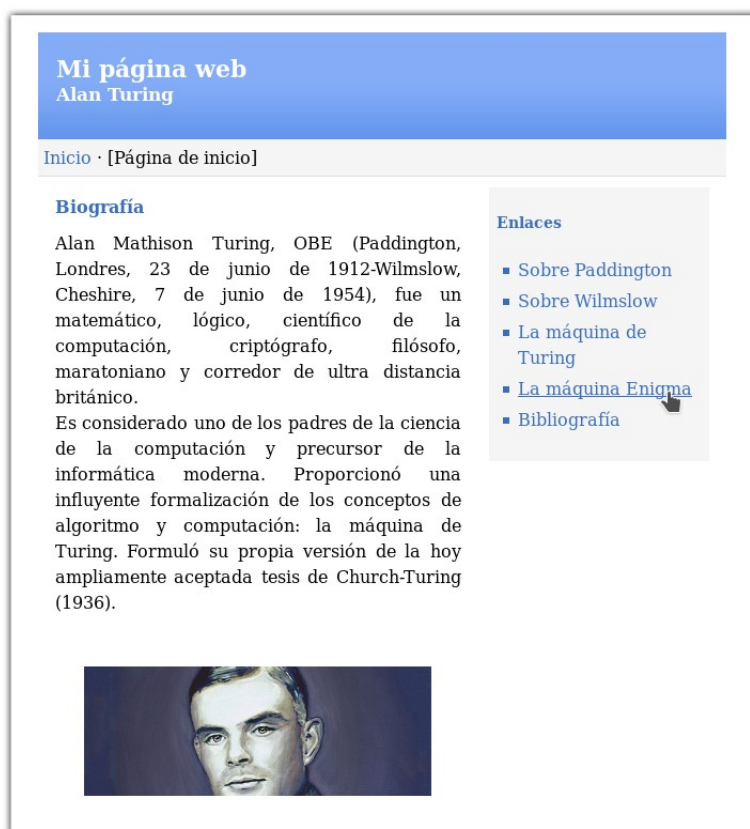 Mi página web
Alan Turing
Inicio · [Página de inicio]
Biografía
Alan Mathison Turing, OBE (Paddington,
Londres, 23 de junio de 1912-Wilmslow,
Cheshire, 7 de junio de 1954), fue un
matemático, lógico, científico de la
computación, criptógrafo, filósofo,
maratoniano y corredor de ultra distancia
británico.
Es considerado uno de los padres de la ciencia
de la computación y precursor de la
informática moderna. Proporcionó una
influyente formalización de los conceptos de
algoritmo y computación: la máquina de
Turing. Formuló su propia versión de la hoy
ampliamente aceptada tesis de Church-Turing
(1936).
Enlaces
Sobre Paddington
Sobre Wilmslow
La máquina de
Turing
La máquina Enigma
Bibliografía